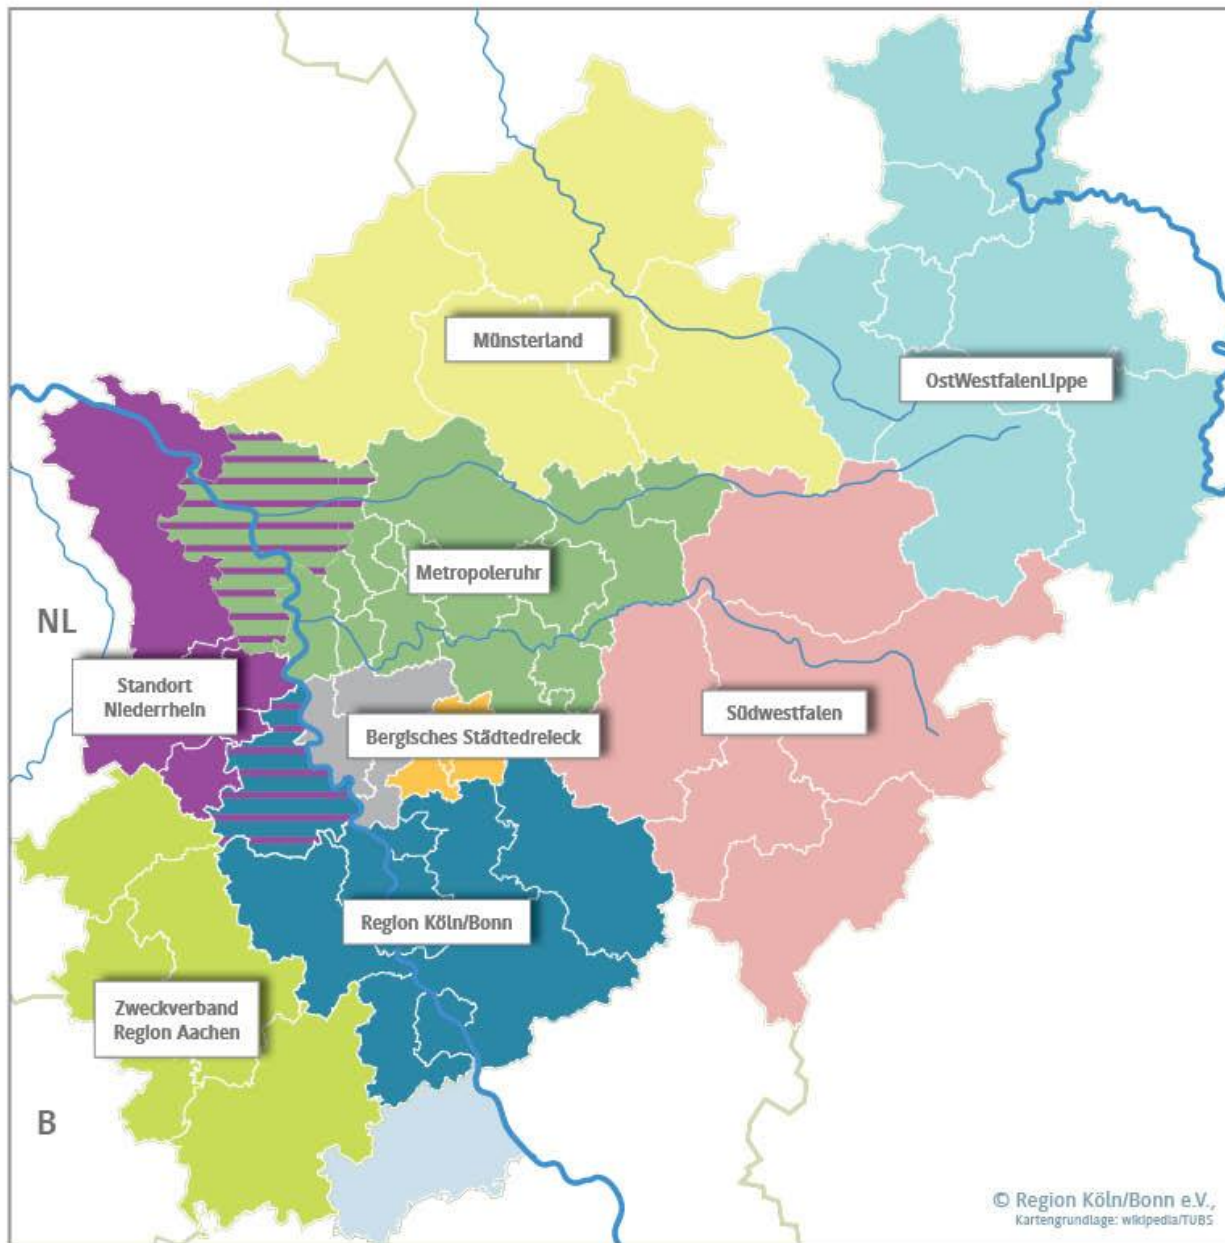 Münsterland
OstWestfalenLippe
Metropoleruhr
NL
Standort
Niederrhein
Südwestfalen
Bergisches Städtedreieck
Region Köln/Bonn
Zweckverband
Region Aachen
B
© Region Köln/Bonn e.V.,
Kartengrundlage: wikipedia/TUBS